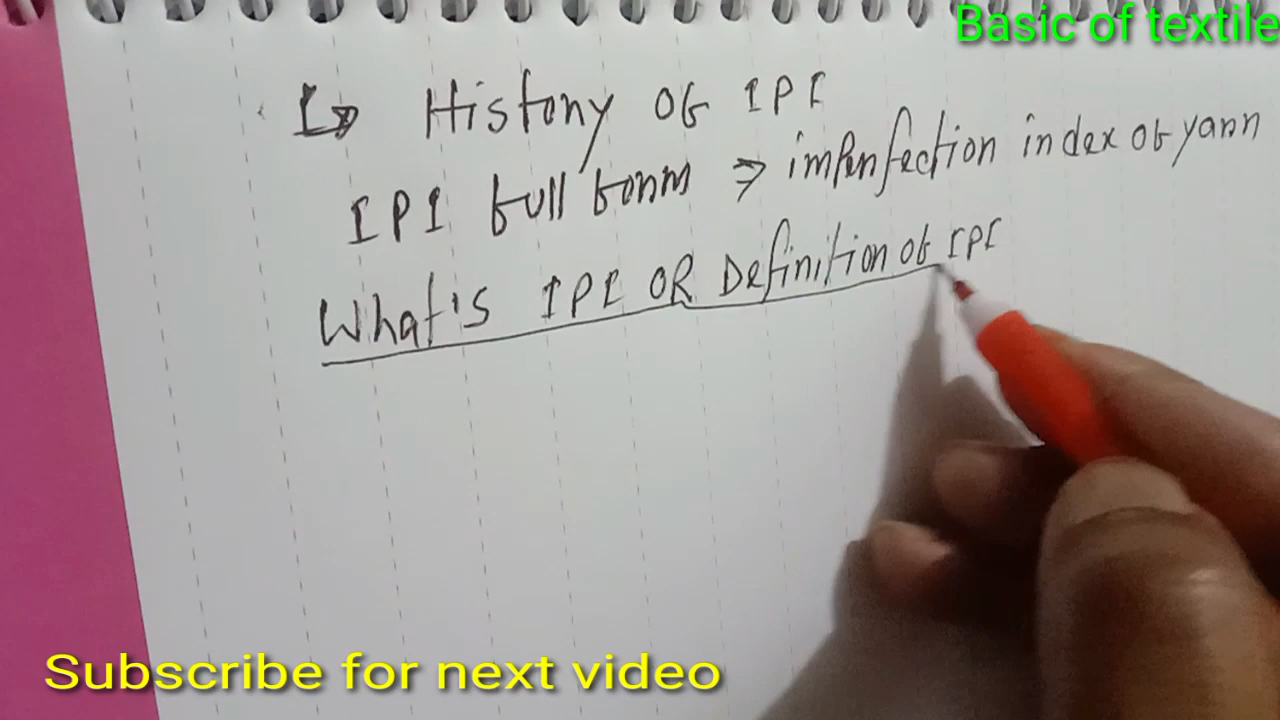 Basic of textile
History of IPI
IPI full form ⇒ imperfection index of yarn
What's IPI OR Definition of IPI
Subscribe for next video